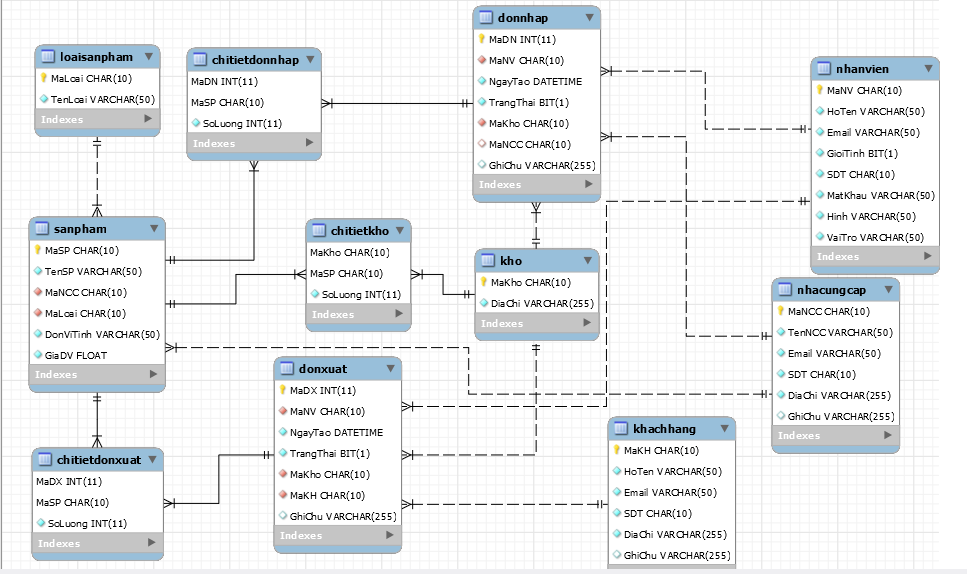 loaisanpham
MaLoai CHAR(10)
TenLoai VARCHAR(50)
Indexes
chitietdonnhap
MaDN INT(11)
MaSP CHAR(10)
SoLuong INT(11)
Indexes
donnhap
MaDN INT(11)
MaNV CHAR(10)
NgayTao DATETIME
TrangThai BIT(1)
MaKho CHAR(10)
MaNCC CHAR(10)
GhiChu VARCHAR(255)
Indexes
nhanvien
MaNV CHAR(10)
HoTen VARCHAR(50)
Email VARCHAR(50)
GioiTinh BIT(1)
SDT CHAR(10)
MatKhau VARCHAR(50)
Hinh VARCHAR(50)
VaiTro VARCHAR(50)
Indexes
sanpham
MaSP CHAR(10)
TenSP VARCHAR(50)
MaNCC CHAR(10)
MaLoai CHAR(10)
DonViTinh VARCHAR(50)
GiaDV FLOAT
Indexes
chitietkho
MaKho CHAR(10)
MaSP CHAR(10)
SoLuong INT(11)
Indexes
kho
MaKho CHAR(10)
DiaChi VARCHAR(255)
Indexes
nhacungcap
MaNCC CHAR(10)
TenNCC VARCHAR(50)
Email VARCHAR(50)
SDT CHAR(10)
DiaChi VARCHAR(255)
GhiChu VARCHAR(255)
Indexes
donxuat
MaDX INT(11)
MaNV CHAR(10)
NgayTao DATETIME
TrangThai BIT(1)
MaKho CHAR(10)
MaKH CHAR(10)
GhiChu VARCHAR(255)
Indexes
khachhang
MaKH CHAR(10)
HoTen VARCHAR(50)
Email VARCHAR(50)
SDT CHAR(10)
DiaChi VARCHAR(255)
GhiChu VARCHAR(255)
chitietdonxuat
MaDX INT(11)
MaSP CHAR(10)
SoLuong INT(11)
Indexes